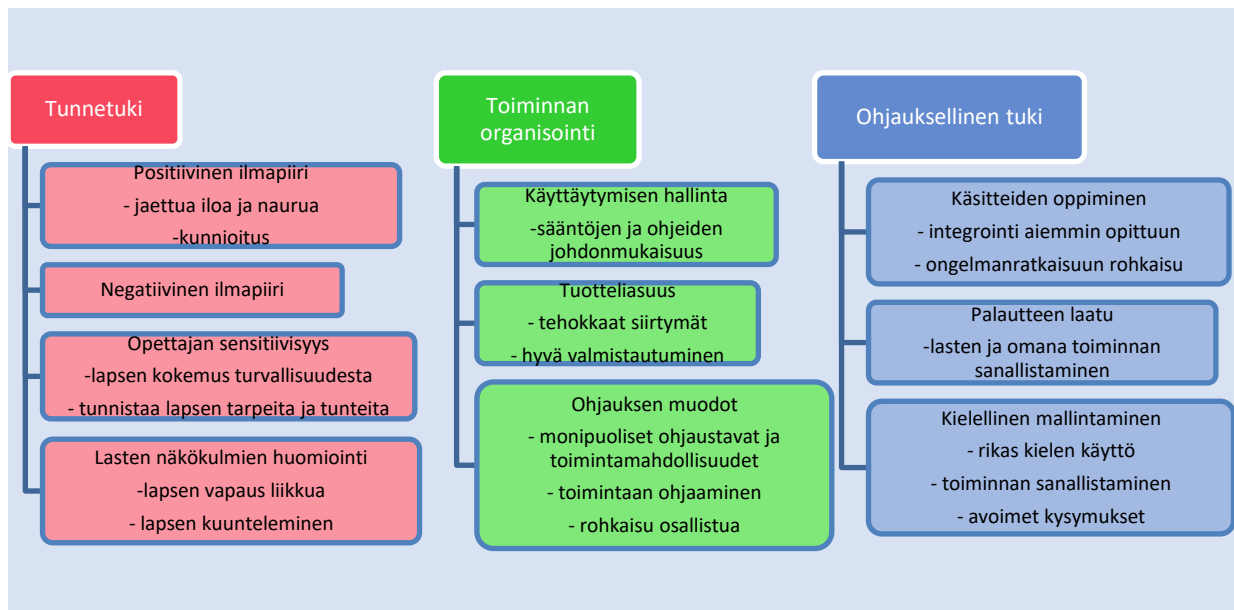 Tunnetuki
Positiivinen ilmapiiri
- jaettua iloa ja naurua
-kunnioitus
Negatiivinen ilmapiiri
Opettajan sensitiivisyys
-lapsen kokemus turvallisuudesta
- tunnistaa lapsen tarpeita ja tunteita
Lasten näkökulmien huomiointi
-lapsen vapaus liikkua
- lapsen kuunteleminen
Toiminnan
organisointi
Käyttäytymisen hallinta
-sääntöjen ja ohjeiden
johdonmukaisuus
Tuotteliasuus
- tehokkaat siirtymät
- hyvä valmistautuminen
Ohjauksen muodot
- monipuoliset ohjaustavat ja
toimintamahdollisuudet
- toimintaan ohjaaminen
- rohkaisu osallistua
Ohjauksellinen tuki
Käsitteiden oppiminen
- integrointi aiemmin opittuun
- ongelmanratkaisuun rohkaisu
Palautteen laatu
-lasten ja omana toiminnan
sanallistaminen
Kielellinen mallintaminen
- rikas kielen käyttö
- toiminnan sanallistaminen
- avoimet kysymykset